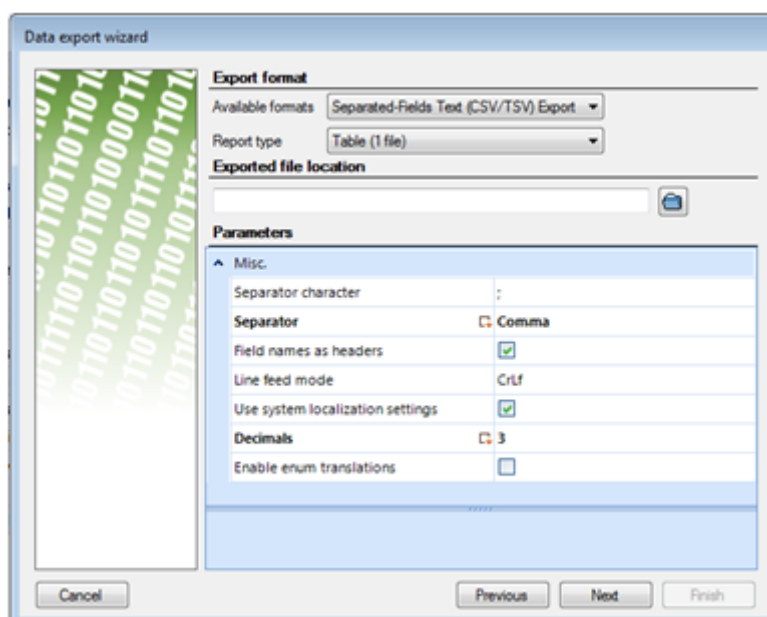 Data export wizard
Export format
Available formats Separated-Fields Text (CSV/TSV) Export
Report type Table (1 file)
Exported file location
Parameters
Misc.
Separator character ;
Separator Comma
Field names as headers
Line feed mode CrLf
Use system localization settings
Decimals 3
Enable enum translations
Cancel Previous Next Finish